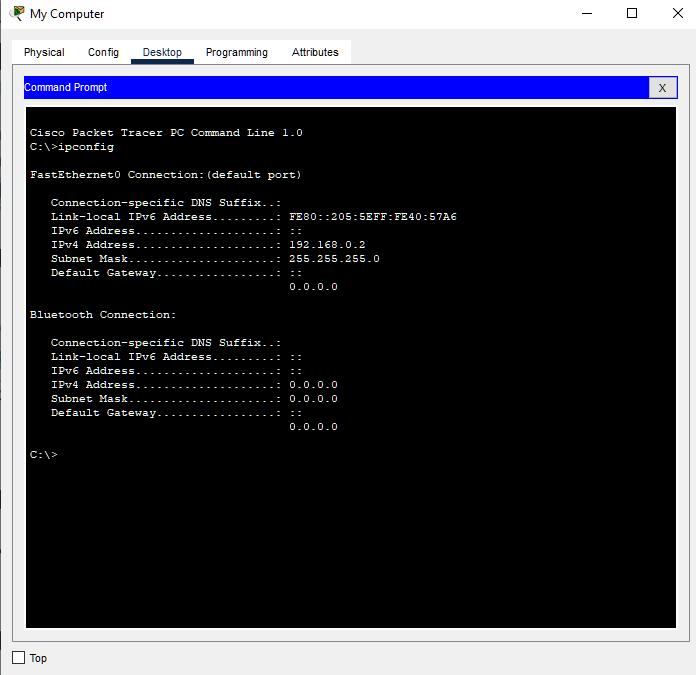 My Computer
Physical Config Desktop Programming Attributes
Command Prompt X
Cisco Packet Tracer PC Command Line 1.0
C:\>ipconfig
FastEthernet0 Connection:(default port)
Connection-specific DNS Suffix..:
Link-local IPv6 Address.........: FE80::205:5EFF:FE40:57A6
IPv6 Address....................: ::
IPv4 Address....................: 192.168.0.2
Subnet Mask.....................: 255.255.255.0
Default Gateway.................: ::
0.0.0.0
Bluetooth Connection:
Connection-specific DNS Suffix..:
Link-local IPv6 Address.........: ::
IPv6 Address....................: ::
IPv4 Address....................: 0.0.0.0
Subnet Mask.....................: 0.0.0.0
Default Gateway.................: ::
0.0.0.0
C:\>
Top